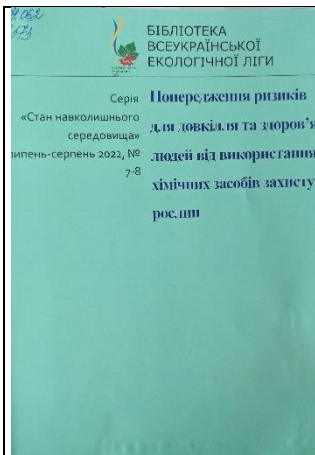 БІБЛІОТЕКА
ВСЕУКРАЇНСЬКОЇ
ЕКОЛОГІЧНОЇ ЛІГИ
Серія
«Стан навколишнього
середовища»
липень-серпень 2022, №
7-8
Попередження ризиків
для довкілля та здоров'я
людей від використання
хімічних засобів захисту
рослин